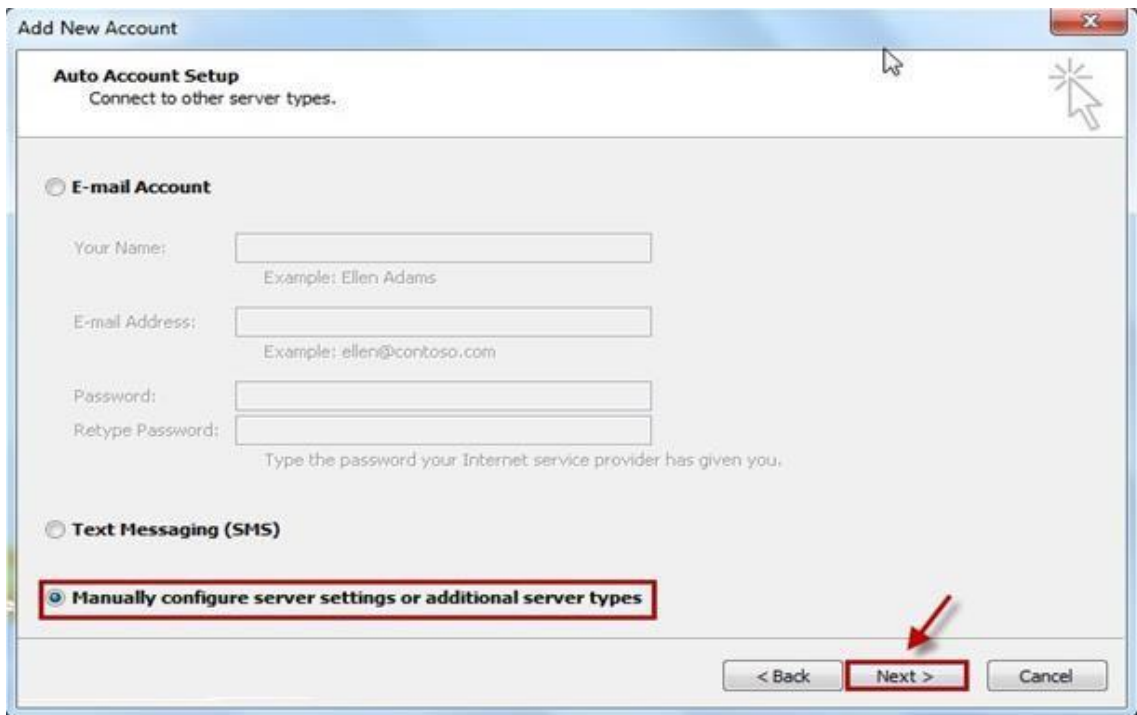 Add New Account
Auto Account Setup
Connect to other server types.
E-mail Account
Your Name:
Example: Ellen Adams
E-mail Address:
Example: ellen@contoso.com
Password:
Retype Password:
Type the password your Internet service provider has given you.
Text Messaging (SMS)
Manually configure server settings or additional server types
< Back Next > Cancel